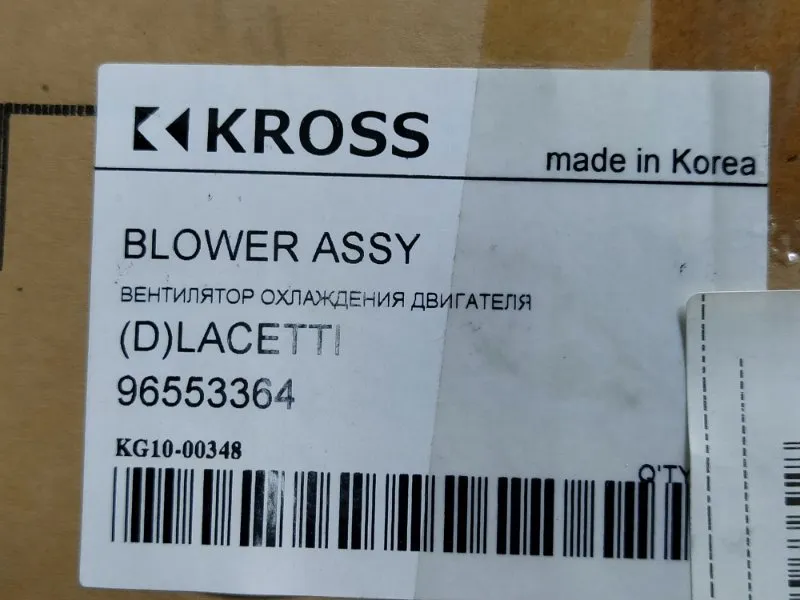 KROSS
made in Korea
BLOWER ASSY
ВЕНТИЛЯТОР ОХЛАЖДЕНИЯ ДВИГАТЕЛЯ
(D)LACETTI
96553364
KG10-00348
Q'TY